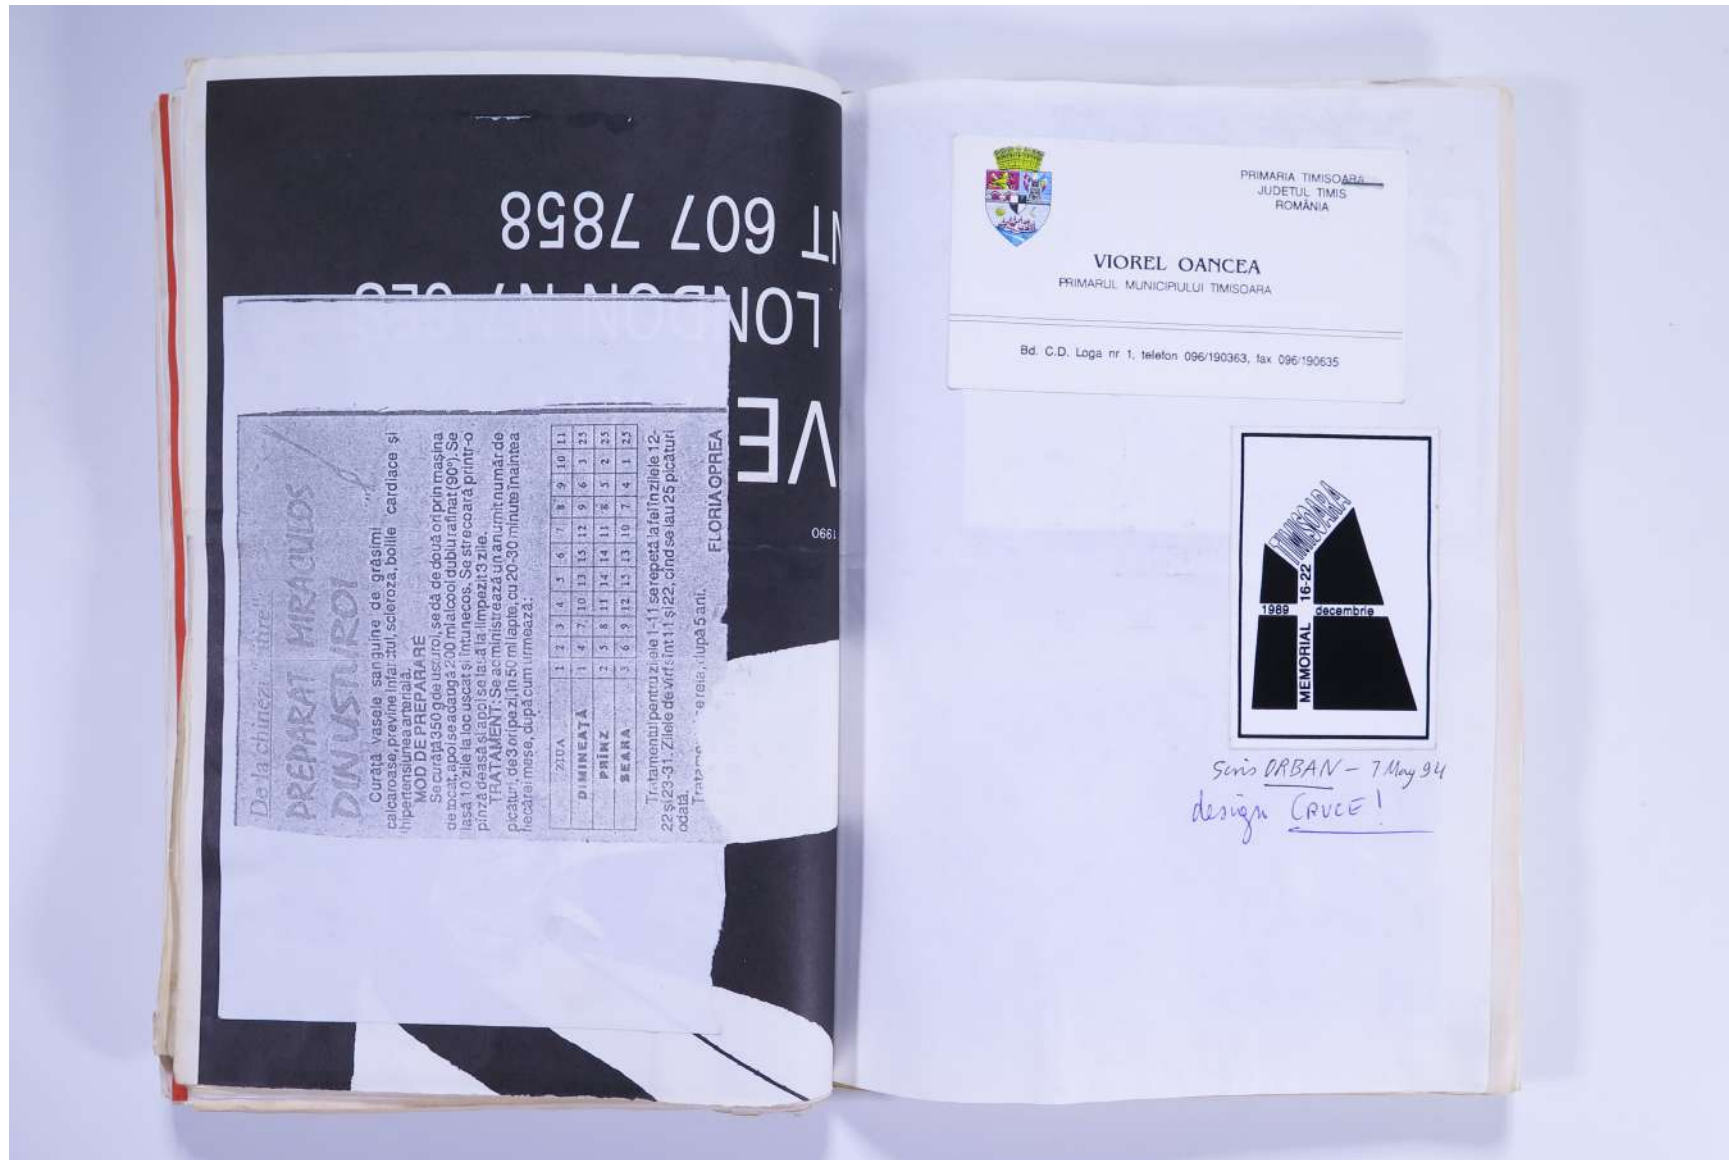 1990
VE
LONDON N7
NT 607 7858
De la chinezi
PREPARAT MIRACULOS
DIN USTUROI
Curăță vasele sanguine de grăsimi
calcaroase, previne infarctul, scleroza, bolile cardiace și
hipertensiunea arterială.
MOD DE PREPARARE
Se curăță 350 g de usturoi, se dă de două ori prin mașina
de tocat, apoi se adaugă 200 ml alcool dublu rafinat (90°). Se
lasă 10 zile la loc uscat și întunecos. Se strecoară printr-o
pînză deasă și apoi se lasă la limpezit 3 zile.
TRATAMENT: Se administrează un anumit număr de
picături, de 3 ori pe zi, în 50 ml lapte, cu 20-30 minute înaintea
fiecărei mese, după cum urmează:
ZIUA 1 2 3 4 5 6 7 8 9 10 11
DIMINEAȚĂ 1 4 7 10 13 15 12 9 6 3 25
PRÎNZ 2 5 8 11 14 14 11 8 5 2 25
SEARA 3 6 9 12 15 13 10 7 4 1 25
Tratamentul pentru zilele 1-11 se repetă la fel în zilele 12-
22 și 23-31. Zilele de vîrf sînt 11 și 22, cînd se iau 25 picături
odată.
reia, după 5 ani.
FLORIA OPREA
PRIMARIA TIMISOARA
JUDETUL TIMIS
ROMÂNIA
VIOREL OANCEA
PRIMARUL MUNICIPIULUI TIMISOARA
Bd. C.D. Loga nr 1, telefon 096/190363, fax 096/190635
TIMISOARA
16-22
1989 decembrie
MEMORIAL
ORBAN – 7 May 94
design CRUCE!